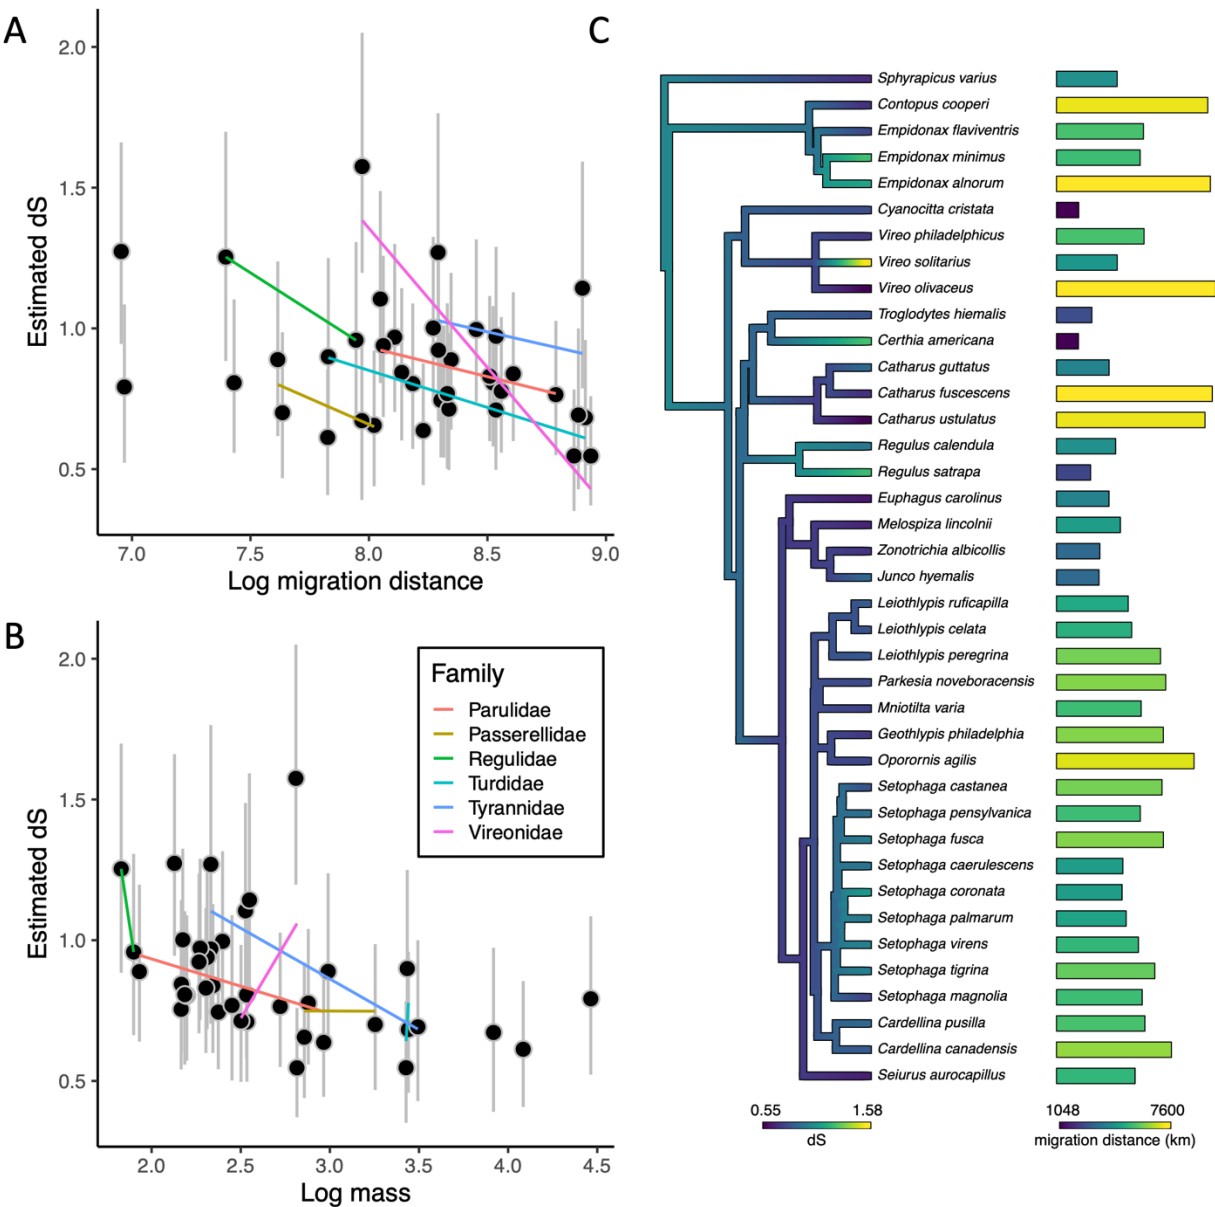 A
2.0
1.5
1.0
0.5
Estimated dS
7.0 7.5 8.0 8.5 9.0
Log migration distance
B
2.0
1.5
1.0
0.5
Estimated dS
Family
Parulidae
Passerellidae
Regulidae
Turdidae
Tyrannidae
Vireonidae
2.0 2.5 3.0 3.5 4.0 4.5
Log mass
C
Sphyrapicus varius
Contopus cooperi
Empidonax flaviventris
Empidonax minimus
Empidonax alnorum
Cyanocitta cristata
Vireo philadelphicus
Vireo solitarius
Vireo olivaceus
Troglodytes hiemalis
Certhia americana
Catharus guttatus
Catharus fuscescens
Catharus ustulatus
Regulus calendula
Regulus satrapa
Euphagus carolinus
Melospiza lincolnii
Zonotrichia albicollis
Junco hyemalis
Leiothlypis ruficapilla
Leiothlypis celata
Leiothlypis peregrina
Parkesia noveboracensis
Mniotilta varia
Geothlypis philadelphia
Oporornis agilis
Setophaga castanea
Setophaga pensylvanica
Setophaga fusca
Setophaga caerulescens
Setophaga coronata
Setophaga palmarum
Setophaga virens
Setophaga tigrina
Setophaga magnolia
Cardellina pusilla
Cardellina canadensis
Seiurus aurocapillus
0.55 1.58
dS
1048 7600
migration distance (km)